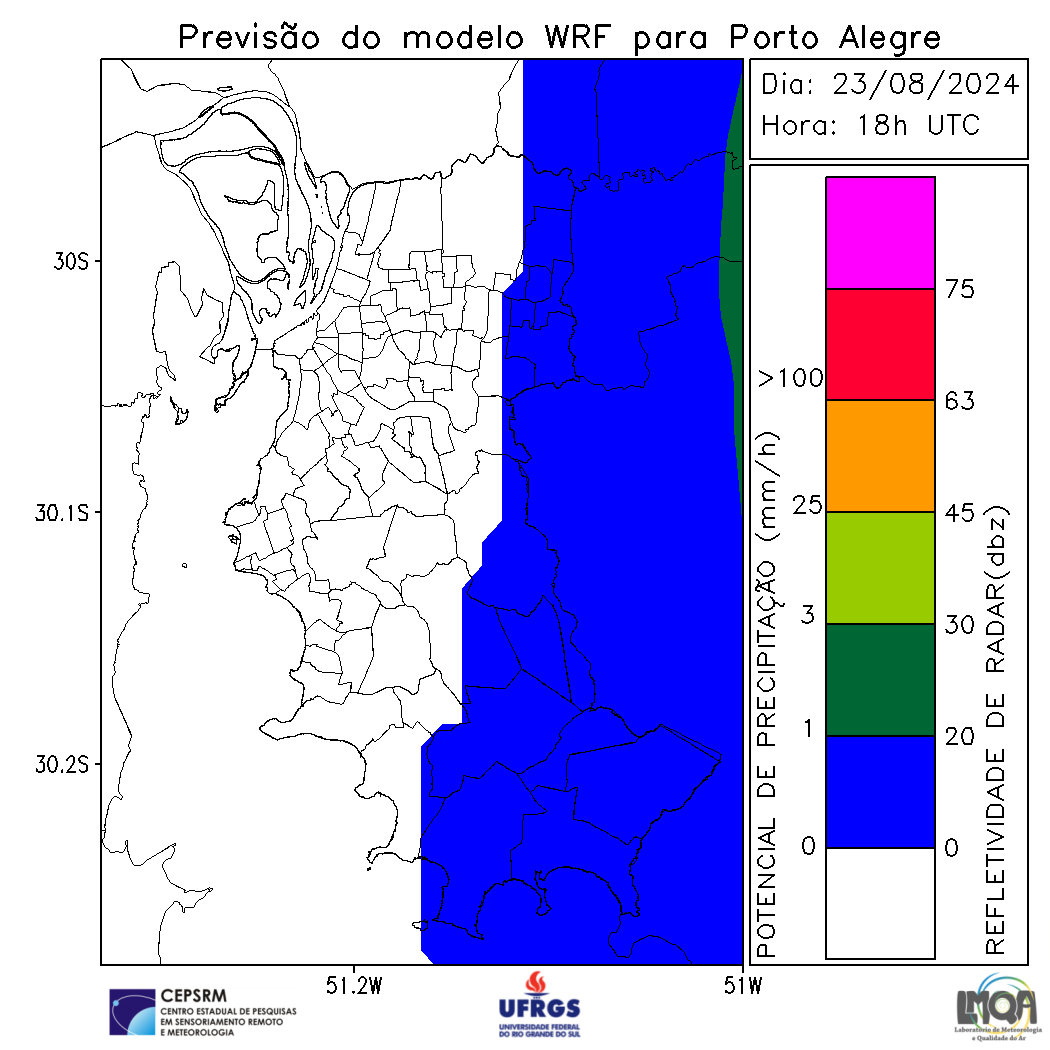 Previsão do modelo WRF para Porto Alegre
Dia: 23/08/2024
Hora: 18h UTC
30S
30.1S
30.2S
51.2W
51W
POTENCIAL DE PRECIPITAÇÃO (mm/h)
>100
25
3
1
0
75
63
45
30
20
0
REFLETIVIDADE DE RADAR(dbz)
CEPSRM
CENTRO ESTADUAL DE PESQUISAS
EM SENSORIAMENTO REMOTO
E METEOROLOGIA
UFRGS
UNIVERSIDADE FEDERAL
DO RIO GRANDE DO SUL
LMQA
Laboratório de Meteorologia
e Qualidade do Ar